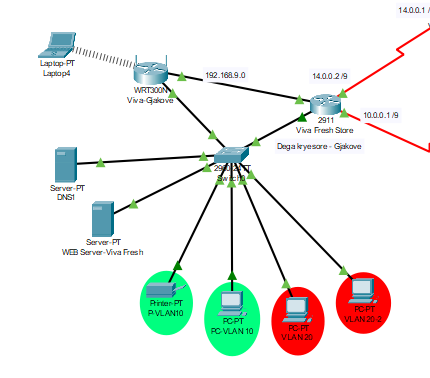 14.0.0.1 /
Laptop-PT
Laptop4
WRT300N
Viva-Gjakove
192.168.9.0
14.0.0.2 /9
2911
Viva Fresh Store
10.0.0.1 /9
Dega kryesore - Gjakove
Switch3
Server-PT
DNS1
Server-PT
WEB Server-Viva Fresh
Printer-PT
P-VLAN10
PC-PT
PC-VLAN 10
PC-PT
VLAN 20
PC-PT
VLAN 20-2